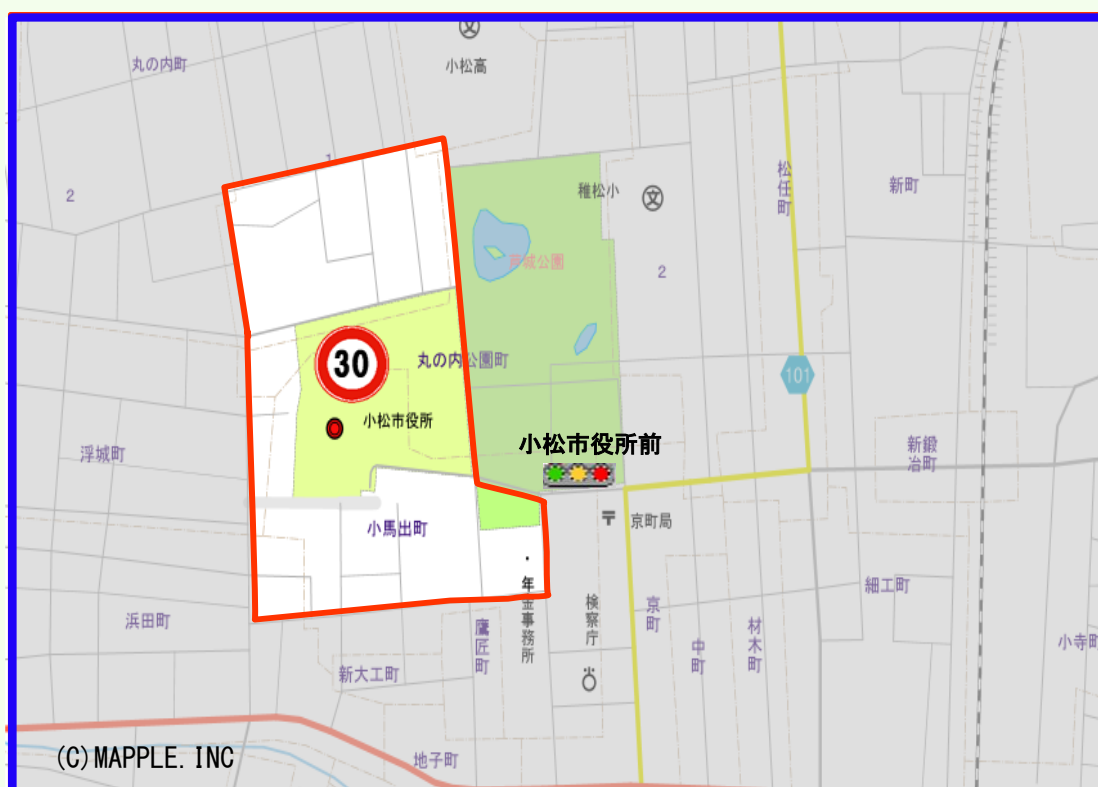 丸の内町
小松高
1
2
稚松小
松任町
新町
芦城公園
2
30
丸の内公園町
101
小松市役所
小松市役所前
浮城町
新鍛
冶町
小馬出町
京町局
・年金事務所
検察庁
京町
細工町
浜田町
鷹匠町
中町
材木町
小寺町
新大工町
地子町
(C)MAPPLE. INC